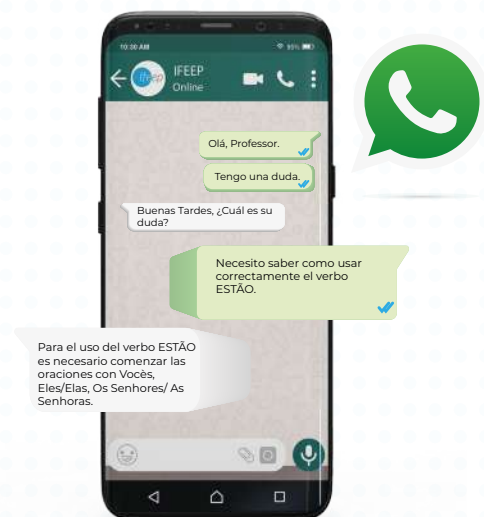 10:30 AM
IFEEP
Online
Olá, Professor.
Tengo una duda.
Buenas Tardes, ¿Cuál es su
duda?
Necesito saber como usar
correctamente el verbo
ESTÃO.
Para el uso del verbo ESTÃO
es necesario comenzar las
oraciones con Vocès,
Eles/Elas, Os Senhores/ As
Senhoras.